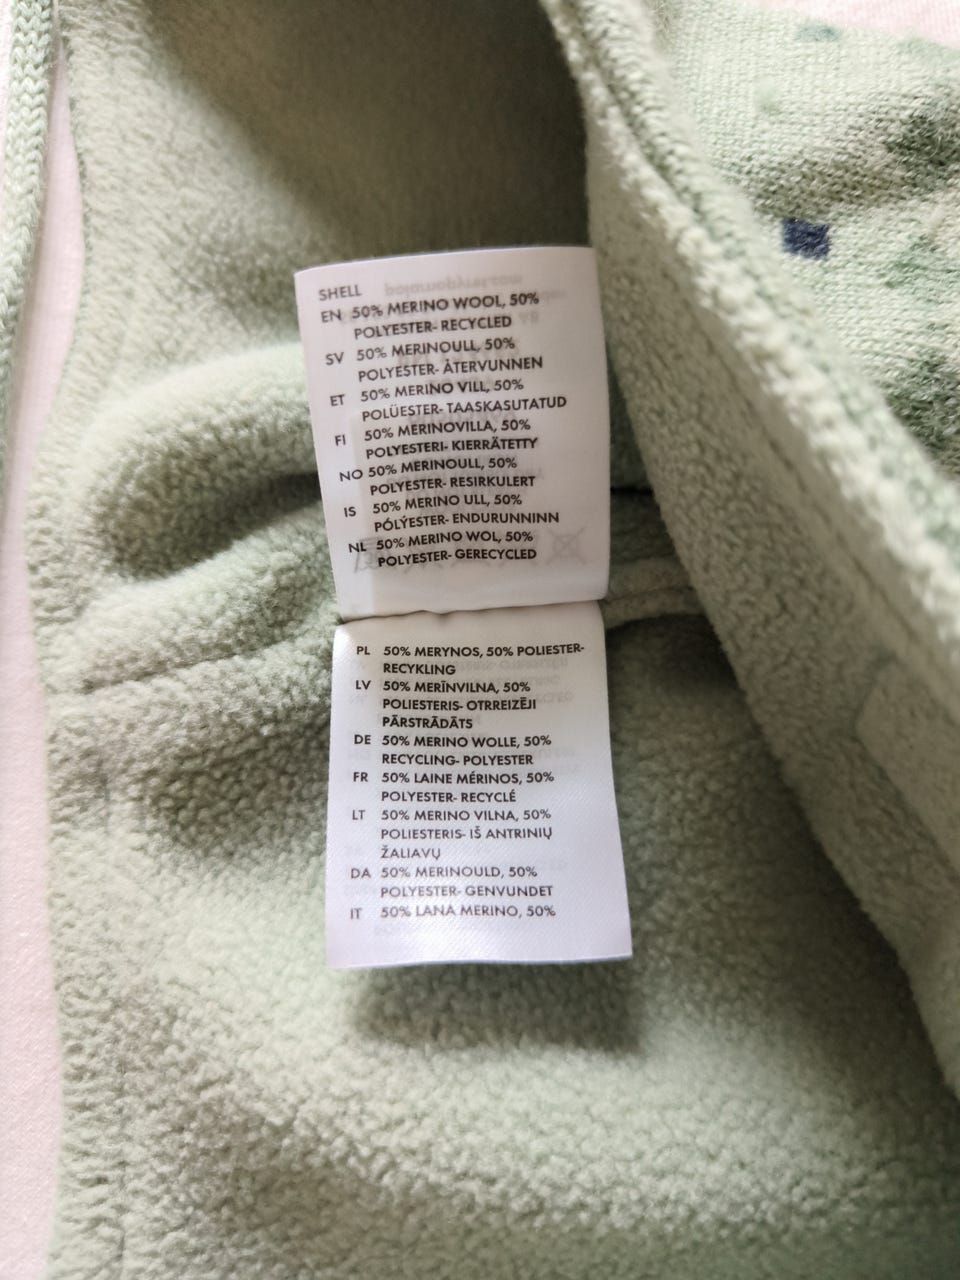 SHELL
EN 50% MERINO WOOL, 50%
POLYESTER- RECYCLED
SV 50% MERINOULL, 50%
POLYESTER- ÅTERVUNNEN
ET 50% MERINO VILL, 50%
POLÜESTER- TAASKASUTATUD
FI 50% MERINOVILLA, 50%
POLYESTERI- KIERRÄTETTY
NO 50% MERINOULL, 50%
POLYESTER- RESIRKULERT
IS 50% MERINO ULL, 50%
PÓLÝESTER- ENDURUNNINN
NL 50% MERINO WOL, 50%
POLYESTER- GERECYCLED
PL 50% MERYNOS, 50% POLIESTER-
RECYKLING
LV 50% MERĪNVILNA, 50%
POLIESTERIS- OTRREIZĒJI
PĀRSTRĀDĀTS
DE 50% MERINO WOLLE, 50%
RECYCLING- POLYESTER
FR 50% LAINE MÉRINOS, 50%
POLYESTER- RECYCLÉ
LT 50% MERINO VILNA, 50%
POLIESTERIS- IŠ ANTRINIŲ
ŽALIAVŲ
DA 50% MERINOULD, 50%
POLYESTER- GENVUNDET
IT 50% LANA MERINO, 50%